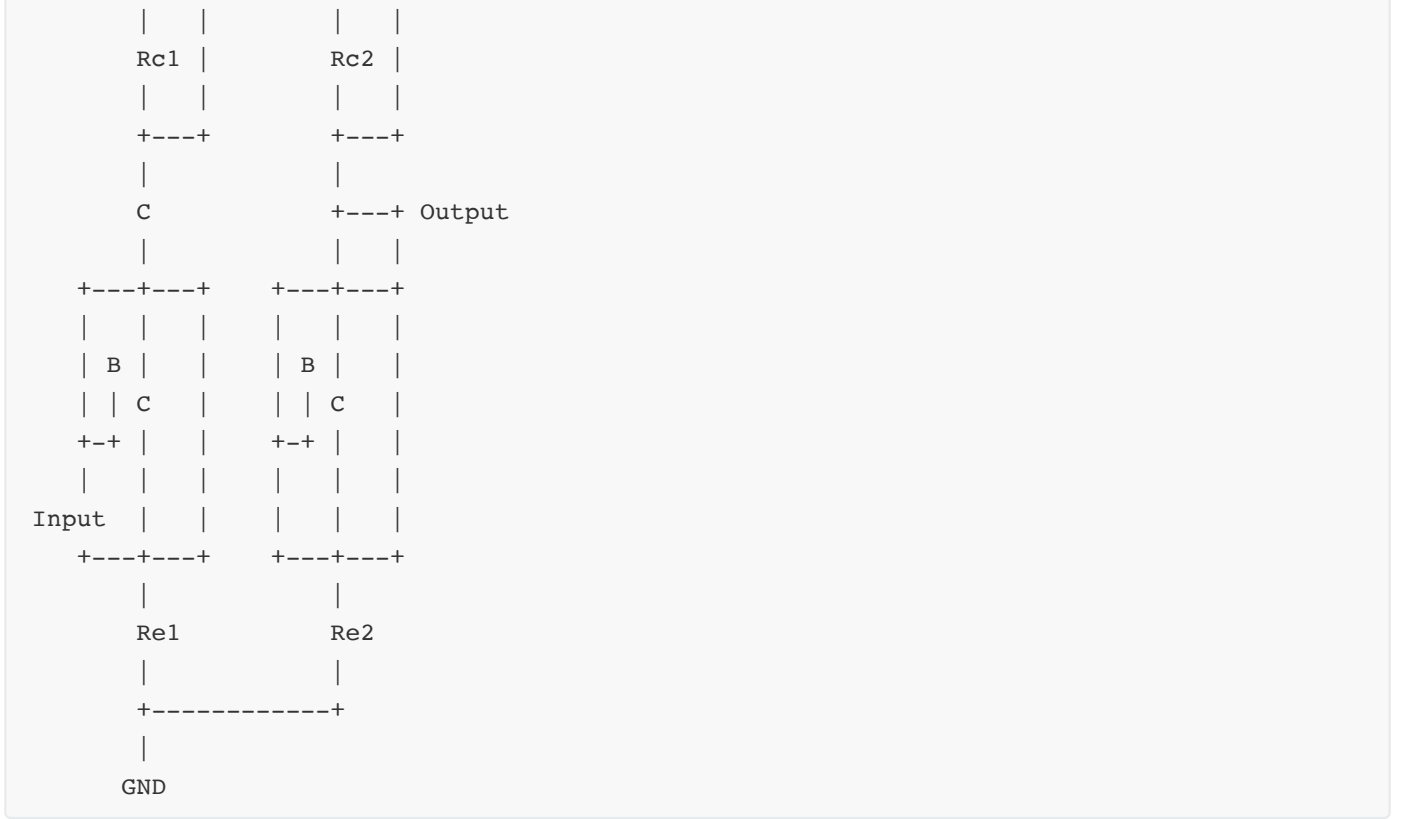 |   |        |   |
       Rc1 |        Rc2 |
       |   |        |   |
       +---+        +---+
       |            |
       C            +---+ Output
       |            |   |
   +---+---+    +---+---+
   |   |   |    |   |   |
   | B |   |    | B |   |
   | | C   |    | | C   |
   +-+ |   |    +-+ |   |
   |   |   |    |   |   |
Input  |   |    |   |   |
   +---+---+    +---+---+
       |            |
       Re1          Re2
       |            |
       +------------+
       |
      GND